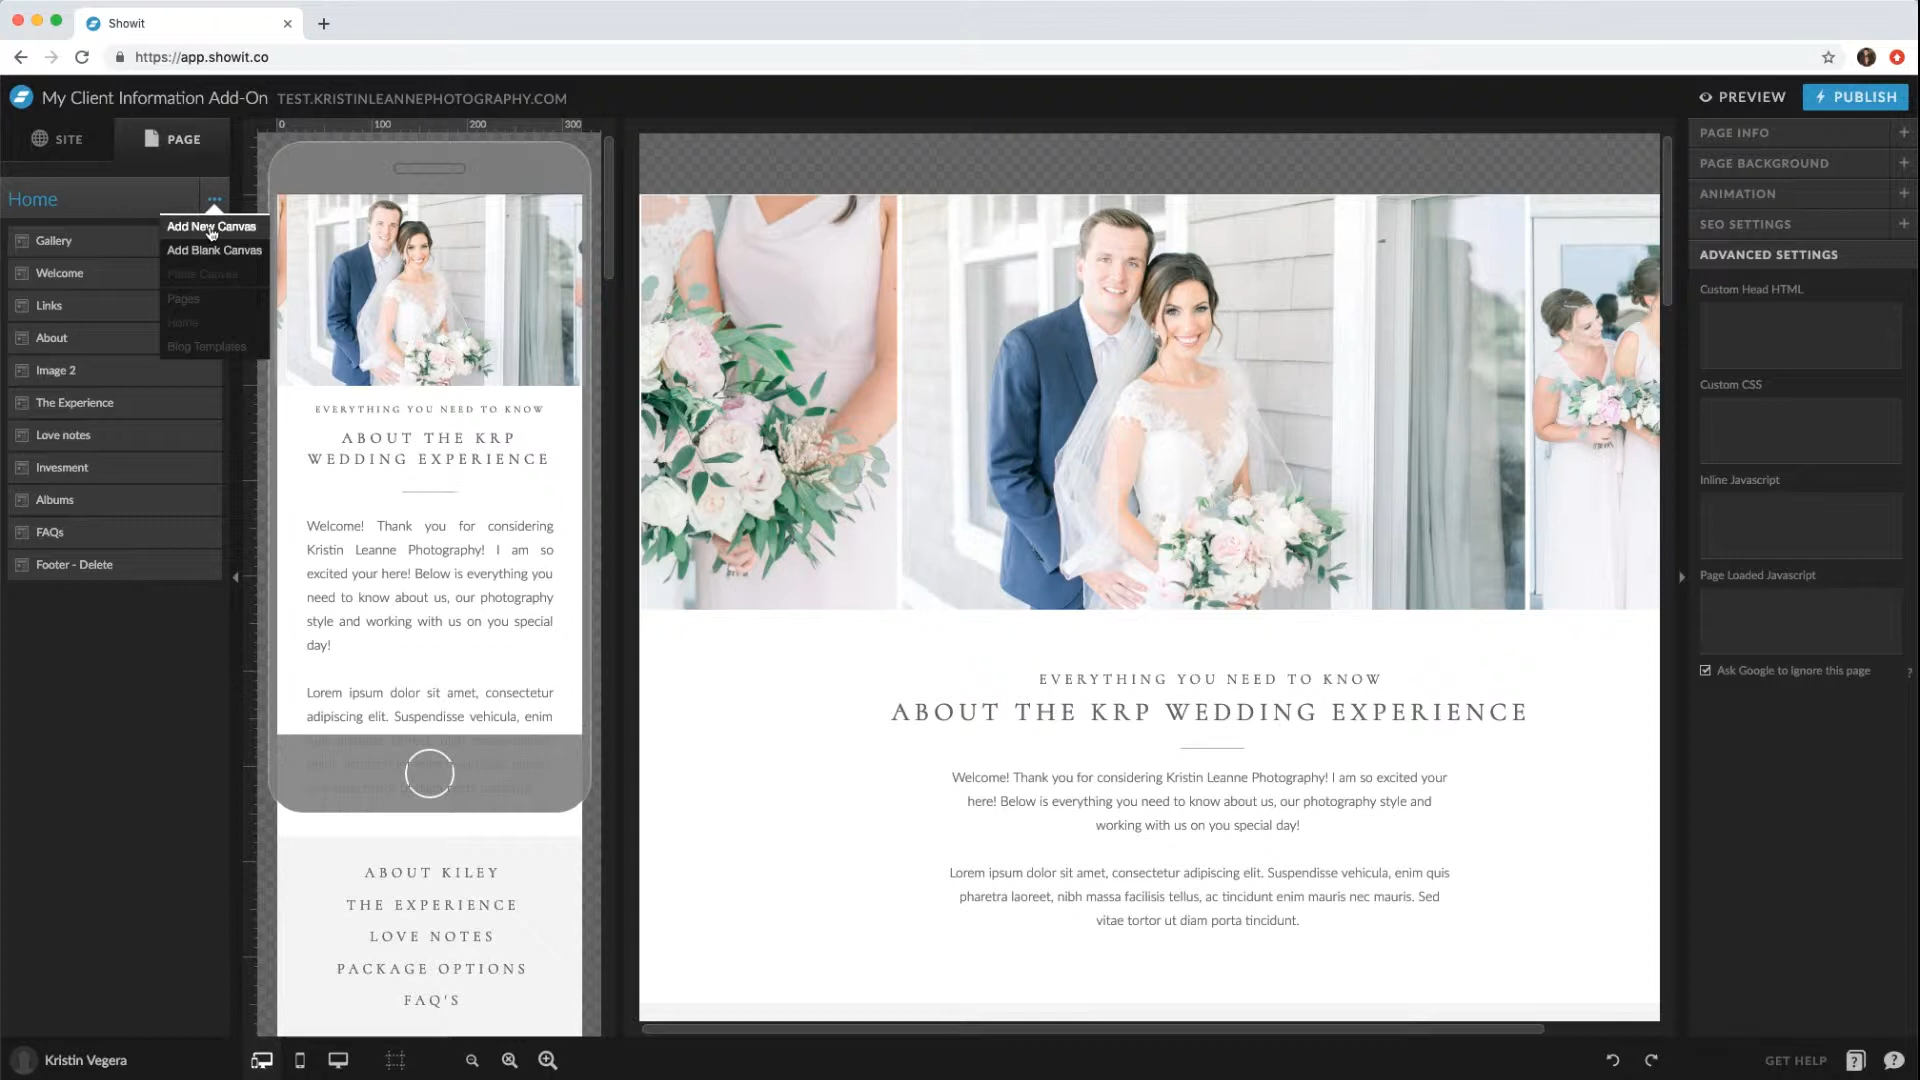 Showit
https://app.showit.co
My Client Information Add-On TEST.KRISTINLEANNEPHOTOGRAPHY.COM
PREVIEW
PUBLISH
SITE
PAGE
Home
Add New Canvas
Add Blank Canvas
Paste Canvas
Pages
Home
Blog Templates
Gallery
Welcome
Links
About
Image 2
The Experience
Love notes
Invesment
Albums
FAQs
Footer - Delete
0 100 200 300
EVERYTHING YOU NEED TO KNOW
ABOUT THE KRP
WEDDING EXPERIENCE
Welcome! Thank you for considering
Kristin Leanne Photography! I am so
excited your here! Below is everything you
need to know about us, our photography
style and working with us on you special
day!
Lorem ipsum dolor sit amet, consectetur
adipiscing elit. Suspendisse vehicula, enim
ABOUT KILEY
THE EXPERIENCE
LOVE NOTES
PACKAGE OPTIONS
FAQ'S
EVERYTHING YOU NEED TO KNOW
ABOUT THE KRP WEDDING EXPERIENCE
Welcome! Thank you for considering Kristin Leanne Photography! I am so excited your
here! Below is everything you need to know about us, our photography style and
working with us on you special day!
Lorem ipsum dolor sit amet, consectetur adipiscing elit. Suspendisse vehicula, enim quis
pharetra laoreet, nibh massa facilisis tellus, ac tincidunt enim mauris nec mauris. Sed
vitae tortor ut diam porta tincidunt.
PAGE INFO
PAGE BACKGROUND
ANIMATION
SEO SETTINGS
ADVANCED SETTINGS
Custom Head HTML
Custom CSS
Inline Javascript
Page Loaded Javascript
Ask Google to Ignore this page ?
Kristin Vegera
GET HELP